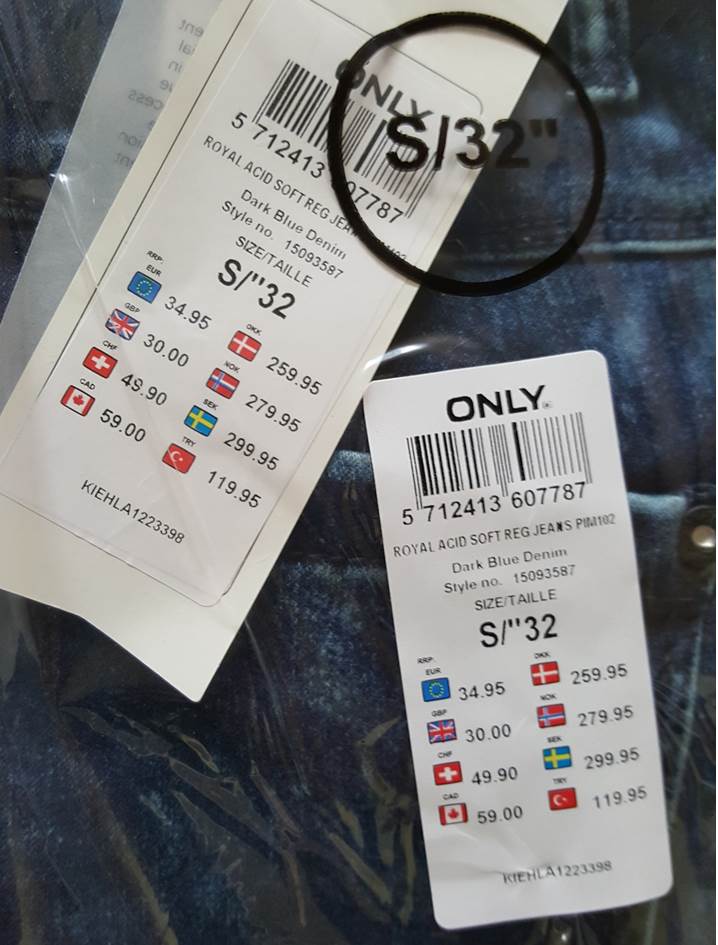 ONLY
5 712413 607787
ROYAL ACID SOFT REG JEANS PIM102
Dark Blue Denim
Style no. 15093587
SIZE/TAILLE
S/"32
RRP:
EUR 34.95
DKK 259.95
GBP 30.00
NOK 279.95
CHF 49.90
SEK 299.95
CAD 59.00
TRY 119.95
KIEHLA1223398
S/32"
ONLY
5 712413 607787
ROYAL ACID SOFT REG JEANS PIM102
Dark Blue Denim
Style no. 15093587
SIZE/TAILLE
S/"32
RRP:
EUR 34.95
DKK 259.95
GBP 30.00
NOK 279.95
CHF 49.90
SEK 299.95
CAD 59.00
TRY 119.95
KIEHLA1223398